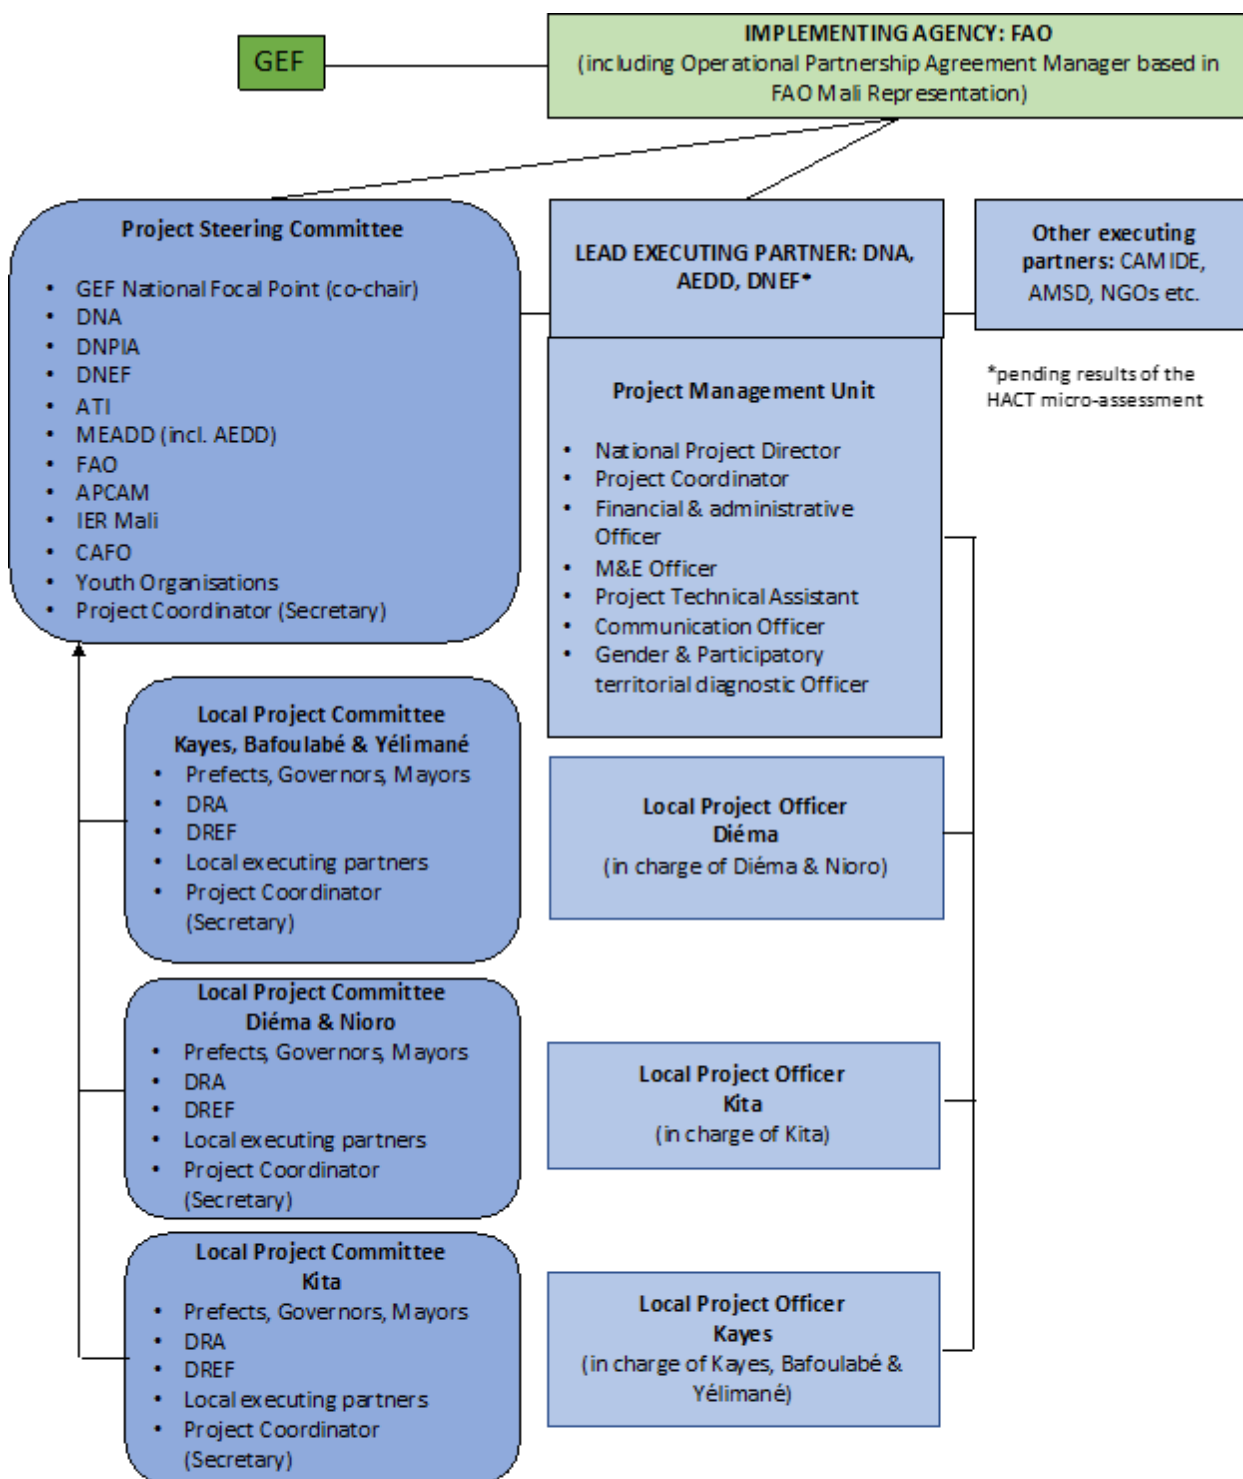 GEF
IMPLEMENTING AGENCY: FAO
(including Operational Partnership Agreement Manager based in
FAO Mali Representation)
Project Steering Committee
• GEF National Focal Point (co-chair)
• DNA
• DNPIA
• DNEF
• ATI
• MEADD (incl. AEDD)
• FAO
• APCAM
• IER Mali
• CAFO
• Youth Organisations
• Project Coordinator (Secretary)
LEAD EXECUTING PARTNER: DNA,
AEDD, DNEF*
Other executing
partners: CAMIDE,
AMSD, NGOs etc.
*pending results of the
HACT micro-assessment
Project Management Unit
• National Project Director
• Project Coordinator
• Financial & administrative
Officer
• M&E Officer
• Project Technical Assistant
• Communication Officer
• Gender & Participatory
territorial diagnostic Officer
Local Project Committee
Kayes, Bafoulabé & Yélimané
• Prefects, Governors, Mayors
• DRA
• DREF
• Local executing partners
• Project Coordinator
(Secretary)
Local Project Officer
Diéma
(in charge of Diéma & Nioro)
Local Project Committee
Diéma & Nioro
• Prefects, Governors, Mayors
• DRA
• DREF
• Local executing partners
• Project Coordinator
(Secretary)
Local Project Officer
Kita
(in charge of Kita)
Local Project Committee
Kita
• Prefects, Governors, Mayors
• DRA
• DREF
• Local executing partners
• Project Coordinator
(Secretary)
Local Project Officer
Kayes
(in charge of Kayes, Bafoulabé &
Yélimané)